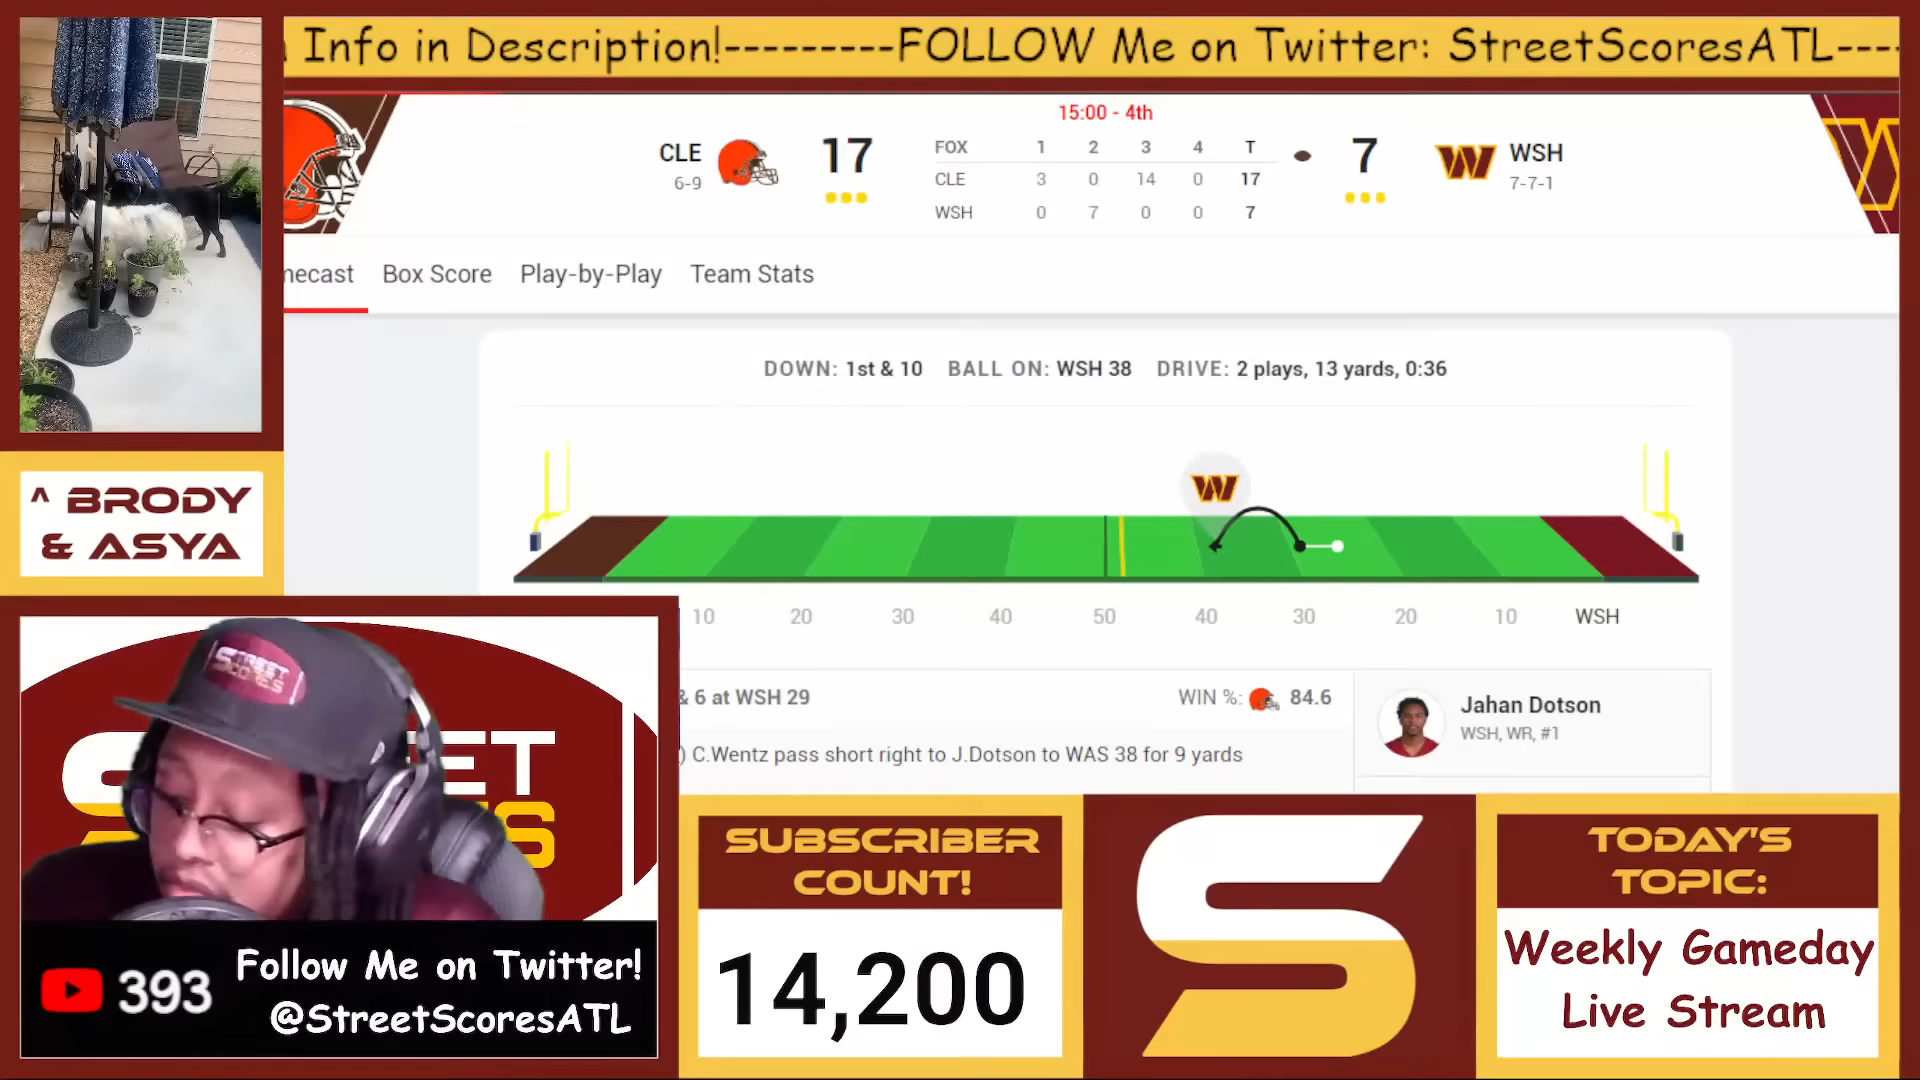 Info in Description!---------FOLLOW Me on Twitter: StreetScoresATL----
15:00 - 4th
CLE
6-9
17
FOX 1 2 3 4 T
CLE 3 0 14 0 17
WSH 0 7 0 0 7
7
WSH
7-7-1
Box Score
Play-by-Play
Team Stats
DOWN: 1st & 10 BALL ON: WSH 38 DRIVE: 2 plays, 13 yards, 0:36
W
10 20 30 40 50 40 30 20 10 WSH
& 6 at WSH 29
WIN %: 84.6
) C.Wentz pass short right to J.Dotson to WAS 38 for 9 yards
Jahan Dotson
WSH, WR, #1
^ BRODY
& ASYA
STREET
SCORES
393
Follow Me on Twitter!
@StreetScoresATL
SUBSCRIBER
COUNT!
14,200
S
TODAY'S
TOPIC:
Weekly Gameday
Live Stream